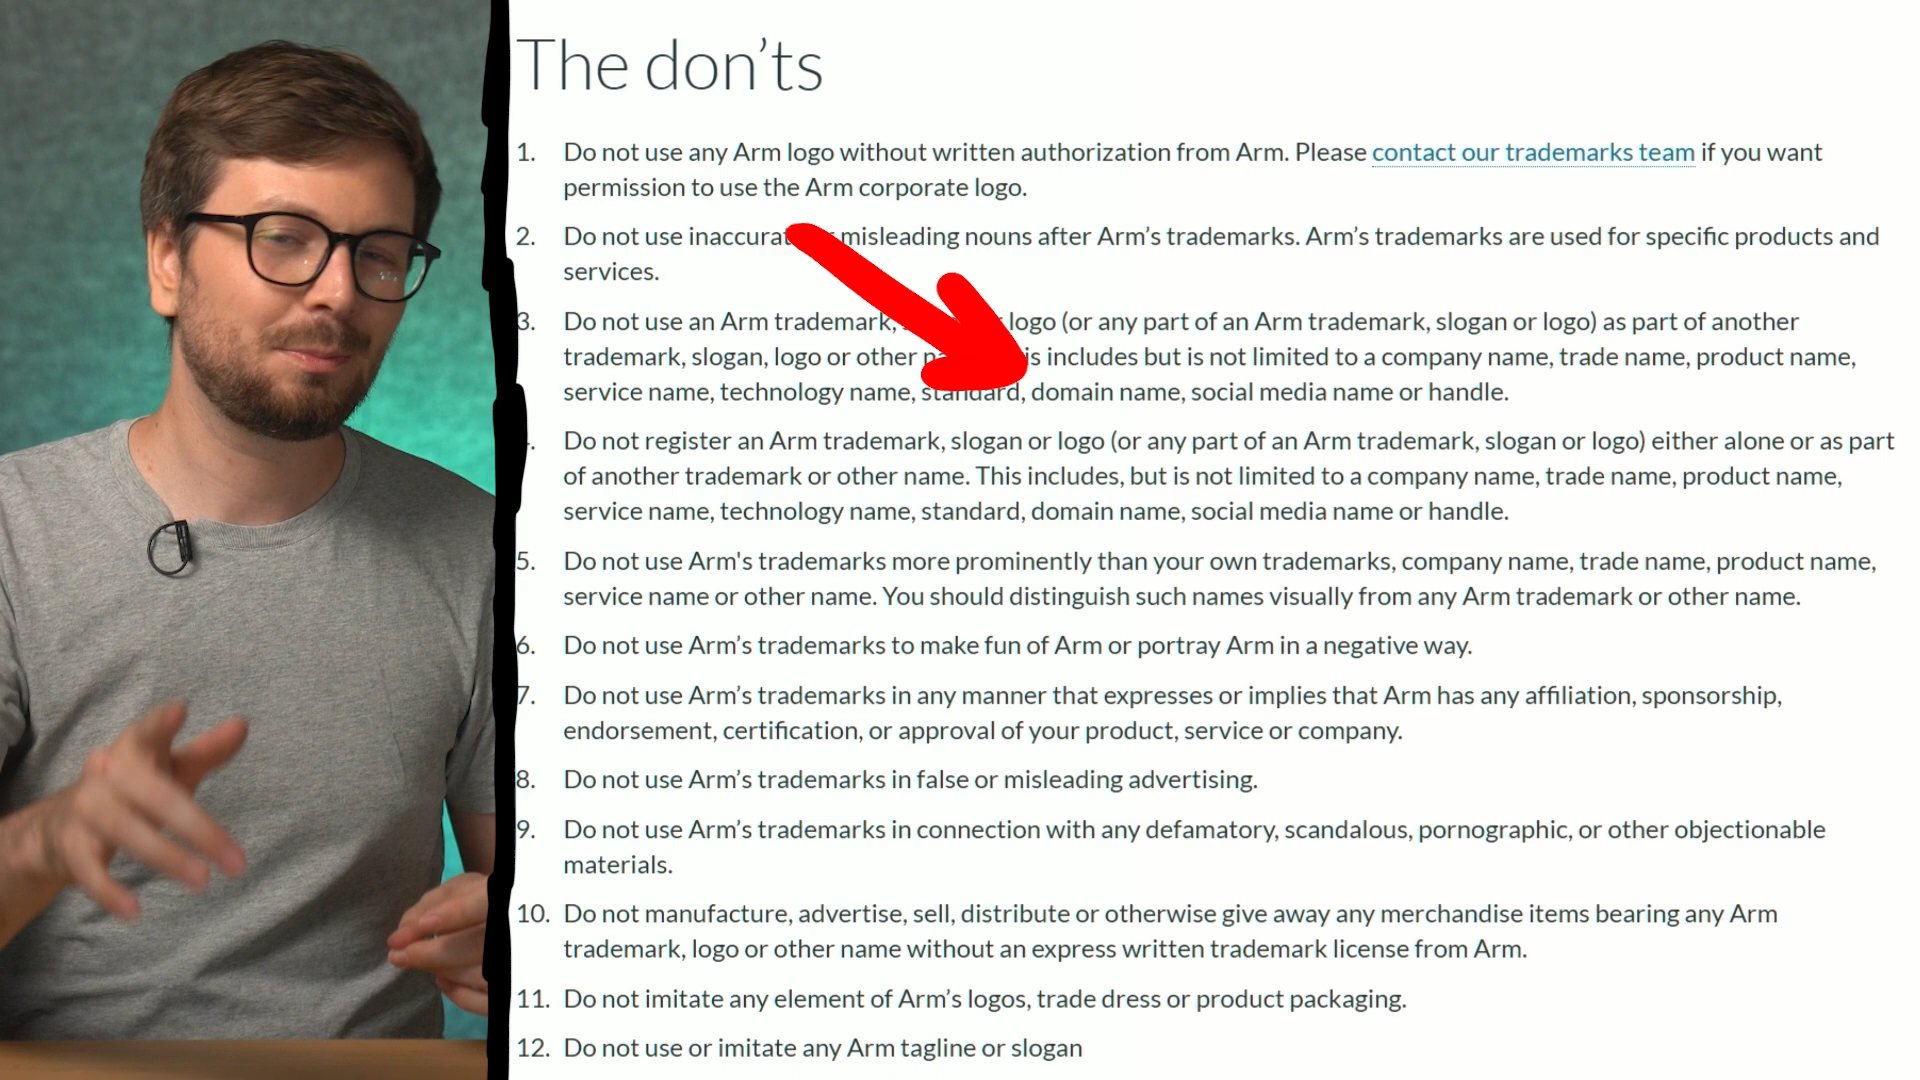 The don’ts
1. Do not use any Arm logo without written authorization from Arm. Please contact our trademarks team if you want
permission to use the Arm corporate logo.
2. Do not use misleading nouns after Arm’s trademarks. Arm’s trademarks are used for specific products and
services.
3. Do not use an Arm trademark, logo (or any part of an Arm trademark, slogan or logo) as part of another
trademark, slogan, logo or other includes but is not limited to a company name, trade name, product name,
service name, technology name, standard, domain name, social media name or handle.
Do not register an Arm trademark, slogan or logo (or any part of an Arm trademark, slogan or logo) either alone or as part
of another trademark or other name. This includes, but is not limited to a company name, trade name, product name,
service name, technology name, standard, domain name, social media name or handle.
5. Do not use Arm's trademarks more prominently than your own trademarks, company name, trade name, product name,
service name or other name. You should distinguish such names visually from any Arm trademark or other name.
6. Do not use Arm’s trademarks to make fun of Arm or portray Arm in a negative way.
7. Do not use Arm’s trademarks in any manner that expresses or implies that Arm has any affiliation, sponsorship,
endorsement, certification, or approval of your product, service or company.
8. Do not use Arm’s trademarks in false or misleading advertising.
9. Do not use Arm’s trademarks in connection with any defamatory, scandalous, pornographic, or other objectionable
materials.
10. Do not manufacture, advertise, sell, distribute or otherwise give away any merchandise items bearing any Arm
trademark, logo or other name without an express written trademark license from Arm.
11. Do not imitate any element of Arm’s logos, trade dress or product packaging.
12. Do not use or imitate any Arm tagline or slogan